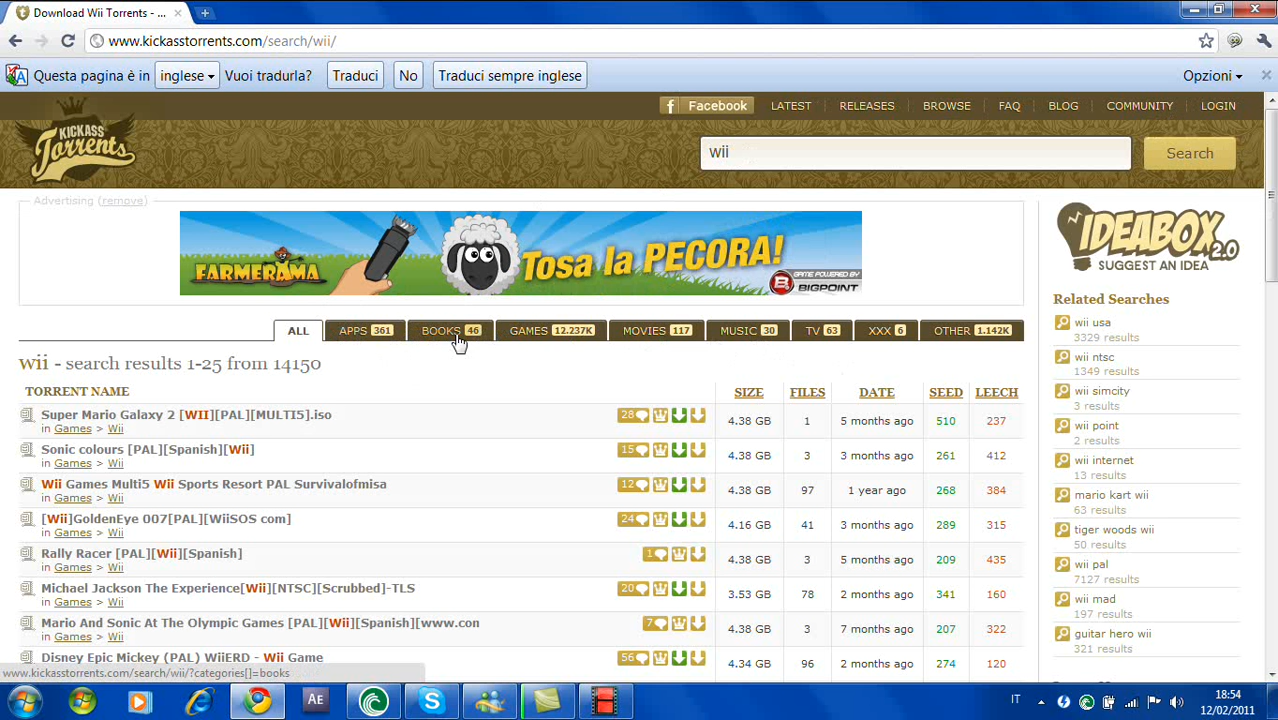 Download Wii Torrents - ...
www.kickasstorrents.com/search/wii/
Questa pagina è in inglese Vuoi tradurla? Traduci No Traduci sempre inglese Opzioni
f Facebook LATEST RELEASES BROWSE FAQ BLOG COMMUNITY LOGIN
KICKASS
Torrents
wii Search
Advertising (remove)
FARMERAMA Tosa la PECORA!
GAME POWERED BY
BIGPOINT
IDEABOX 2.0
SUGGEST AN IDEA
ALL APPS 361 BOOKS 46 GAMES 12.237K MOVIES 117 MUSIC 30 TV 63 XXX 6 OTHER 1.142K
wii - search results 1-25 from 14150
TORRENT NAME SIZE FILES DATE SEED LEECH
Super Mario Galaxy 2 [WII][PAL][MULTI5].iso 28 4.38 GB 1 5 months ago 510 237
in Games > Wii
Sonic colours [PAL][Spanish][Wii] 15 4.38 GB 3 3 months ago 261 412
in Games > Wii
Wii Games Multi5 Wii Sports Resort PAL Survivalofmisa 12 4.38 GB 97 1 year ago 268 384
in Games > Wii
[Wii]GoldenEye 007[PAL][WiiSOS com] 24 4.16 GB 41 3 months ago 289 315
in Games > Wii
Rally Racer [PAL][Wii][Spanish] 1 4.38 GB 3 5 months ago 209 435
in Games > Wii
Michael Jackson The Experience[Wii][NTSC][Scrubbed]-TLS 20 3.53 GB 78 2 months ago 341 160
in Games > Wii
Mario And Sonic At The Olympic Games [PAL][Wii][Spanish][www.con 7 4.38 GB 3 7 months ago 207 322
in Games > Wii
Disney Epic Mickey (PAL) WiiERD - Wii Game 56 4.34 GB 96 2 months ago 274 120
Related Searches
wii usa
3329 results
wii ntsc
1349 results
wii simcity
3 results
wii point
2 results
wii internet
4 results
mario kart wii
63 results
tiger woods wii
50 results
wii pal
7127 results
wii mad
197 results
guitar hero wii
321 results
www.kickasstorrents.com/search/wii/?categories[]=books
Ae IT 18:54
12/02/2011